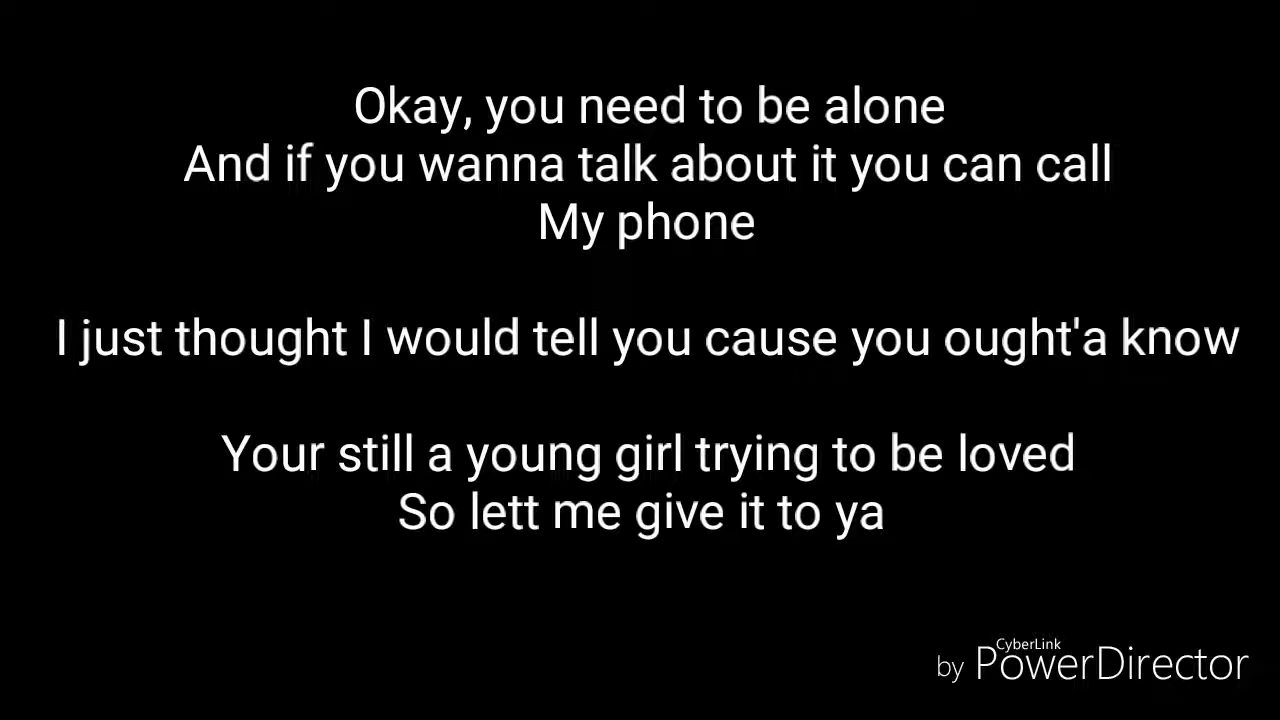 Okay, you need to be alone
And if you wanna talk about it you can call
My phone
I just thought I would tell you cause you ought'a know
Your still a young girl trying to be loved
So lett me give it to ya
CyberLink
by PowerDirector